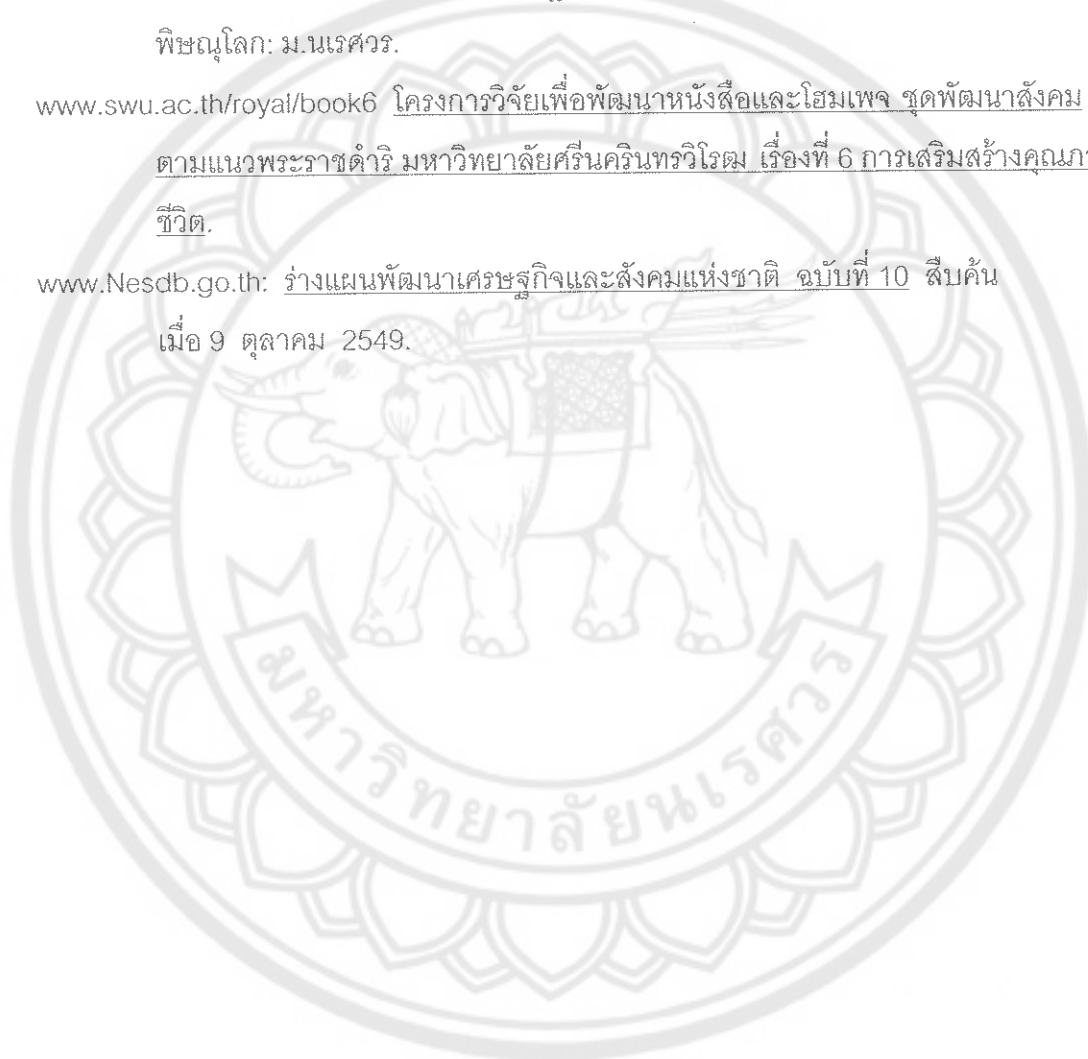 พิษณุโลก: ม.นเรศวร.
www.swu.ac.th/royal/book6 โครงการวิจัยเพื่อพัฒนาหนังสือและโฮมเพจ ชุดพัฒนาสังคม
ตามแนวพระราชดำริ มหาวิทยาลัยศรีนครินทรวิโรฒ เรื่องที่ 6 การเสริมสร้าง
ชีวิต.
www.Nesdb.go.th: ร่างแผนพัฒนาเศรษฐกิจและสังคมแห่งชาติ ฉบับที่ 10 สืบค้น
เมื่อ 9 ตุลาคม 2549.
มหาวิทยาลัยนเรศวร